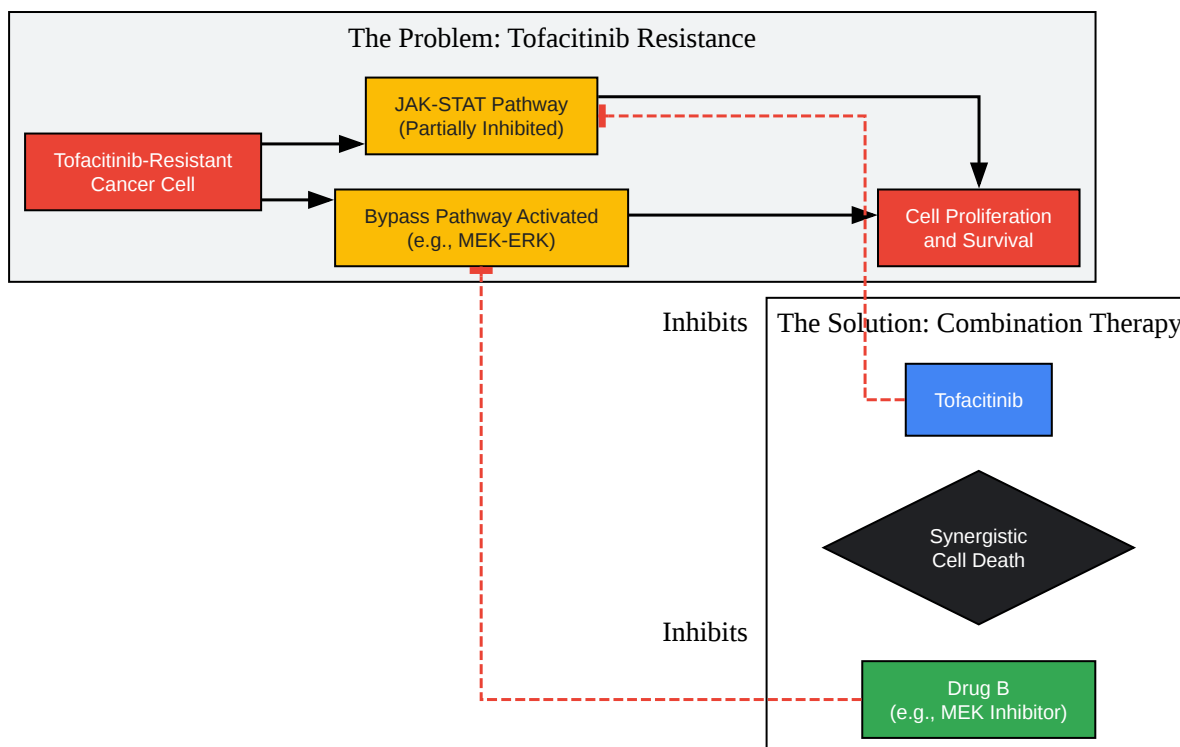 The Problem: Tofacitinib Resistance
JAK-STAT Pathway
(Partially Inhibited)
Tofacitinib-Resistant
Cancer Cell
Bypass Pathway Activated
(e.g., MEK-ERK)
Cell Proliferation
and Survival
Inhibits
The Solution: Combination Therapy
Tofacitinib
Synergistic
Cell Death
Inhibits
Drug B
(e.g., MEK Inhibitor)